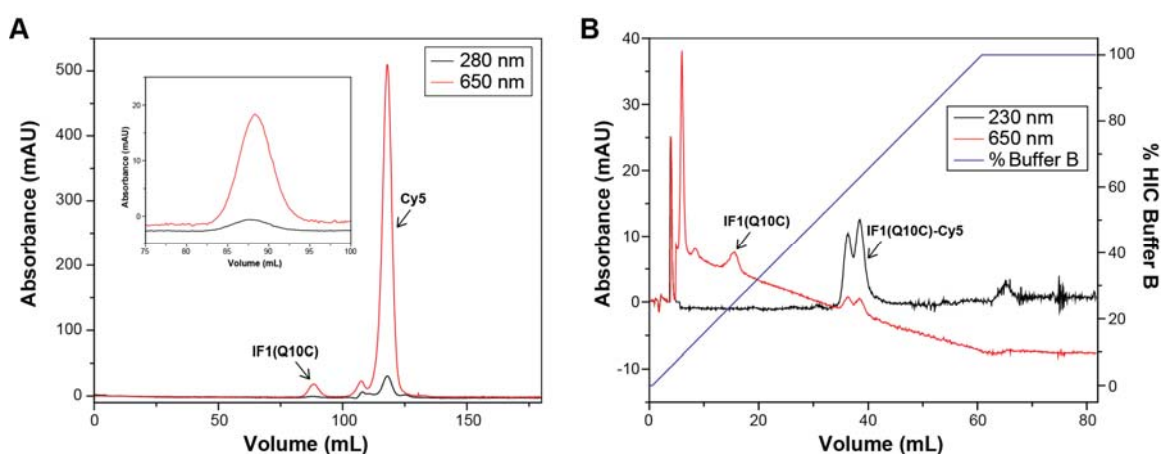 A
280 nm
650 nm
500
400
300
200
100
0
Absorbance (mAU)
0
50
100
150
Volume (mL)
20
10
0
Absorbance (mAU)
75
80
85
90
95
100
Volume (mL)
Cy5
IF1(Q10C)
B
40
30
20
10
0
-10
Absorbance (mAU)
0
20
40
60
80
Volume (mL)
230 nm
650 nm
% Buffer B
IF1(Q10C)
IF1(Q10C)-Cy5
100
80
60
40
20
0
% HIC Buffer B